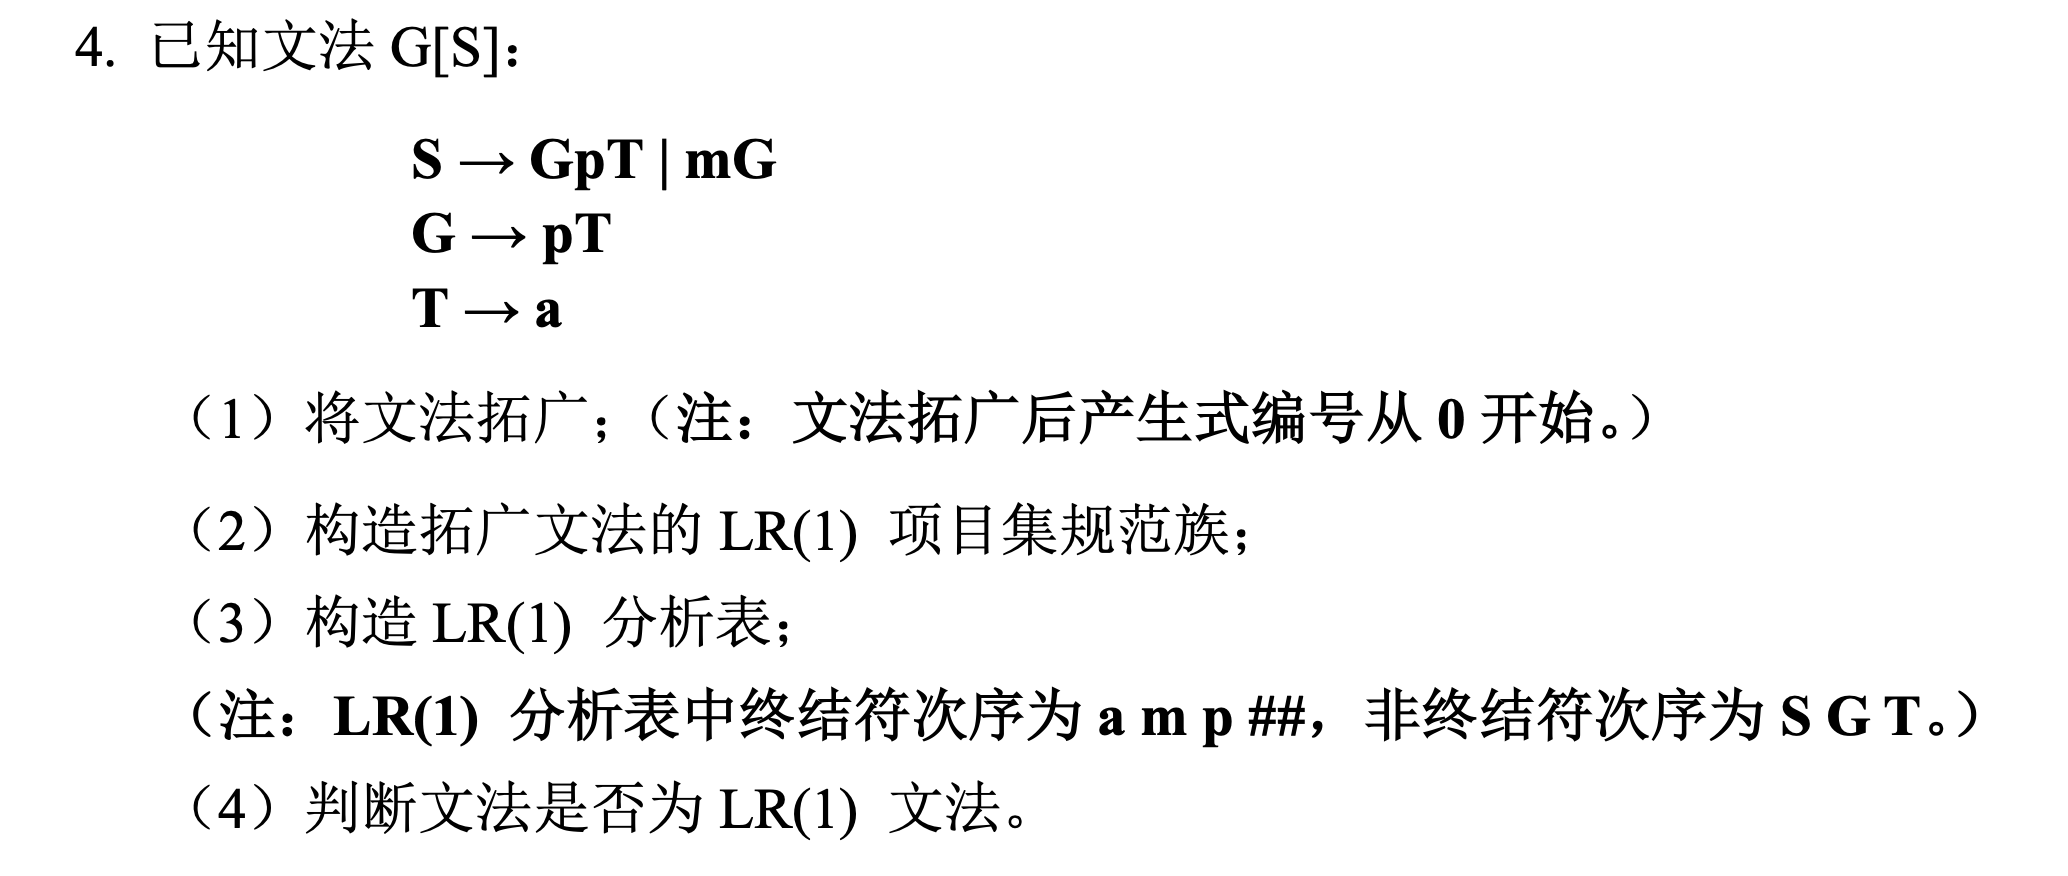 4. 已知文法 G[S]：
S → GpT | mG
G → pT
T → a
（1）将文法拓广；（注：文法拓广后产生式编号从 0 开始。）
（2）构造拓广文法的 LR(1) 项目集规范族；
（3）构造 LR(1) 分析表；
（注：LR(1) 分析表中终结符次序为 a m p ##，非终结符次序为 S G T。）
（4）判断文法是否为 LR(1) 文法。